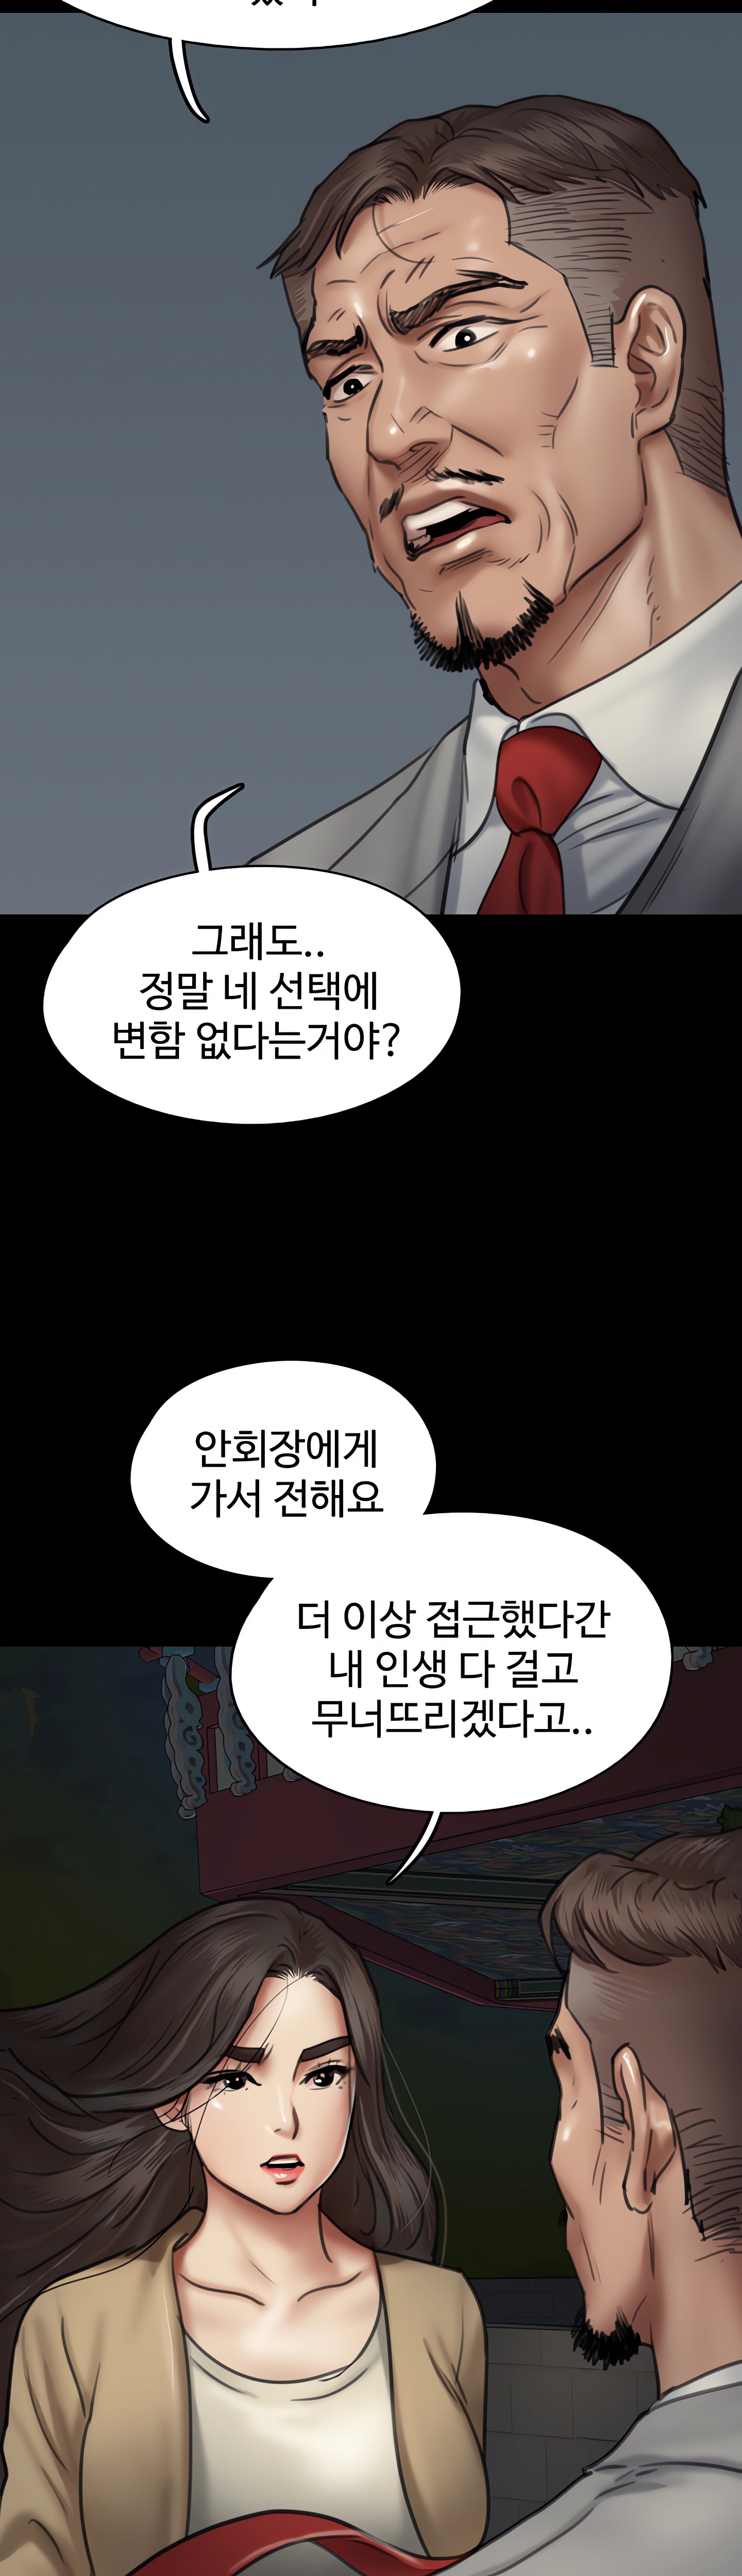 그래도..
정말 네 선택에
변함 없다는거야?
안회장에게
가서 전해요
더 이상 접근했다간
내 인생 다 걸고
무너뜨리겠다고..